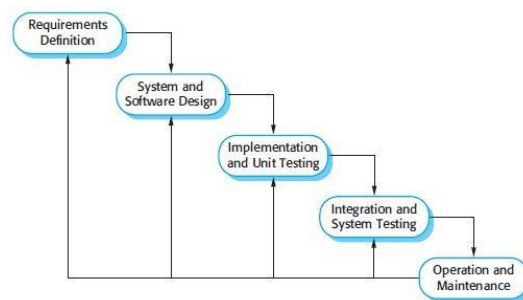 Requirements
Definition
System and
Software Design
Implementation
and Unit Testing
Integration and
System Testing
Operation and
Maintenance